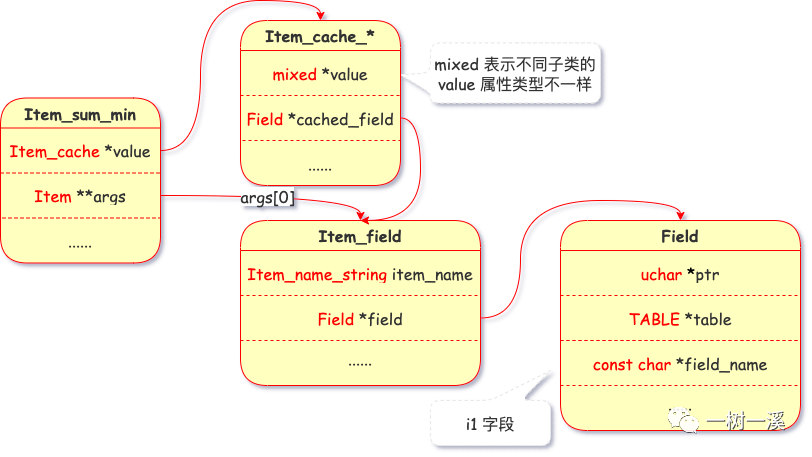 Item_cache_*
mixed *value
Field *cached_field
......
mixed 表示不同子类的
value 属性类型不一样
Item_sum_min
Item_cache *value
Item **args
......
args[0]
Item_field
Item_name_string item_name
Field *field
......
Field
uchar *ptr
TABLE *table
const char *field_name
i1 字段
一树一溪